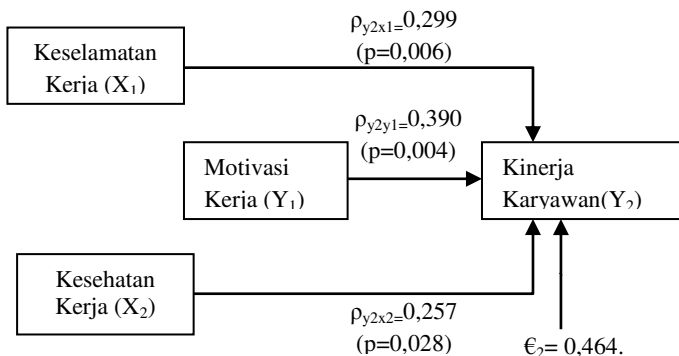 ρy2x1=0,299
(p=0,006)
Keselamatan
Kerja (X1)
ρy2y1=0,390
(p=0,004)
Motivasi
Kerja (Y1)
Kinerja
Karyawan(Y2)
Kesehatan
Kerja (X2)
ρy2x2=0,257
(p=0,028)
€2= 0,464.